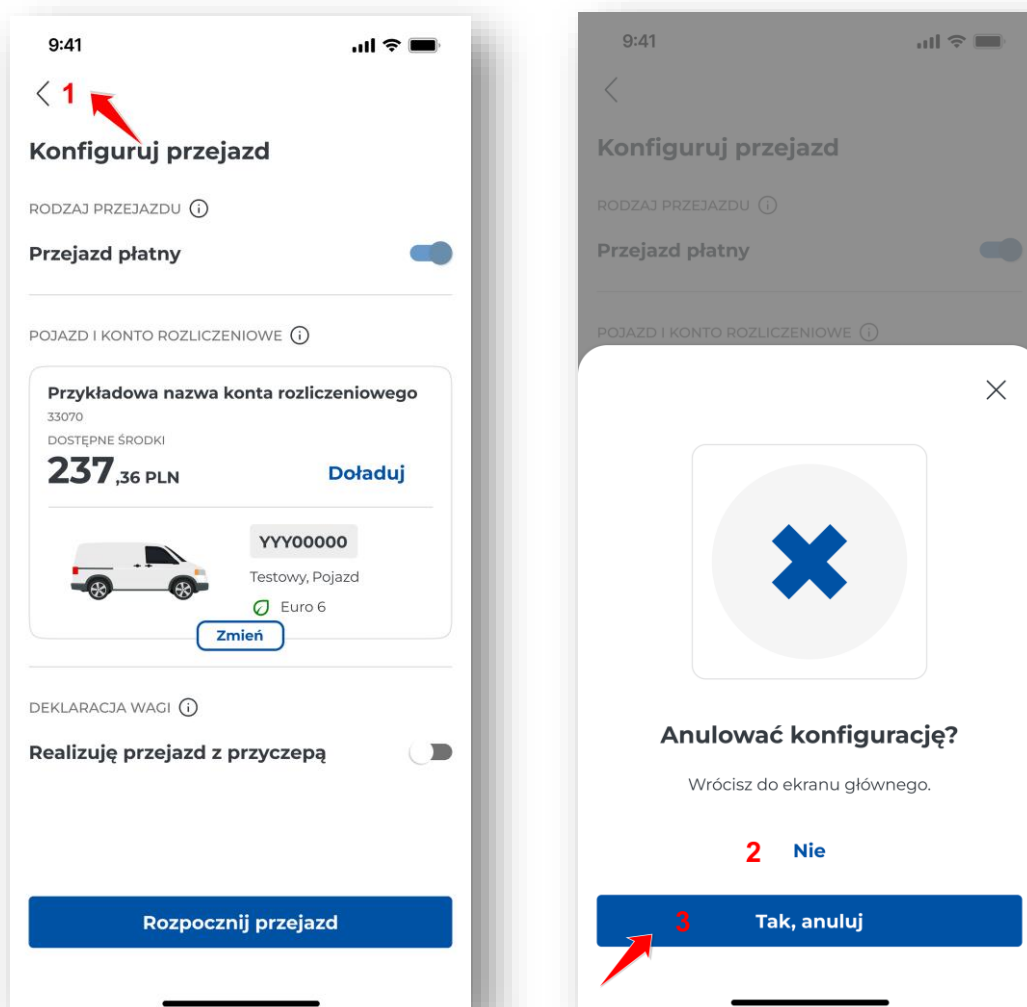 9:41
1
Konfiguruj przejazd
RODZAJ PRZEJAZDU
Przejazd płatny
POJAZD I KONTO ROZLICZENIOWE
Przykładowa nazwa konta rozliczeniowego
33070
DOSTĘPNE ŚRODKI
237,36 PLN
Doładuj
YYY00000
Testowy, Pojazd
Euro 6
Zmień
DEKLARACJA WAGI
Realizuję przejazd z przyczepą
Rozpocznij przejazd
9:41
Konfiguruj przejazd
RODZAJ PRZEJAZDU
Przejazd płatny
POJAZD I KONTO ROZLICZENIOWE
Anulować konfigurację?
Wrócisz do ekranu głównego.
2 Nie
3 Tak, anuluj